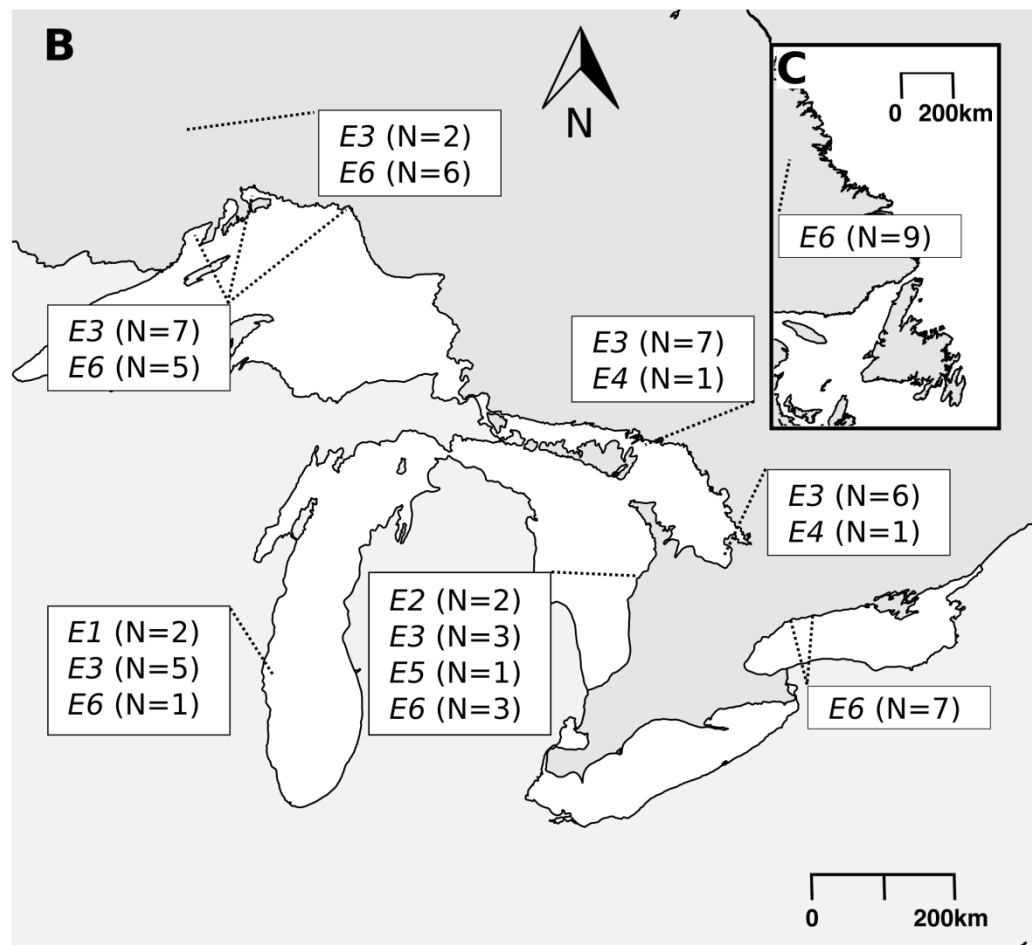 B
N
C
0 200km
E3 (N=2)
E6 (N=6)
E6 (N=9)
E3 (N=7)
E6 (N=5)
E3 (N=7)
E4 (N=1)
E3 (N=6)
E4 (N=1)
E1 (N=2)
E3 (N=5)
E6 (N=1)
E2 (N=2)
E3 (N=3)
E5 (N=1)
E6 (N=3)
E6 (N=7)
0 200km